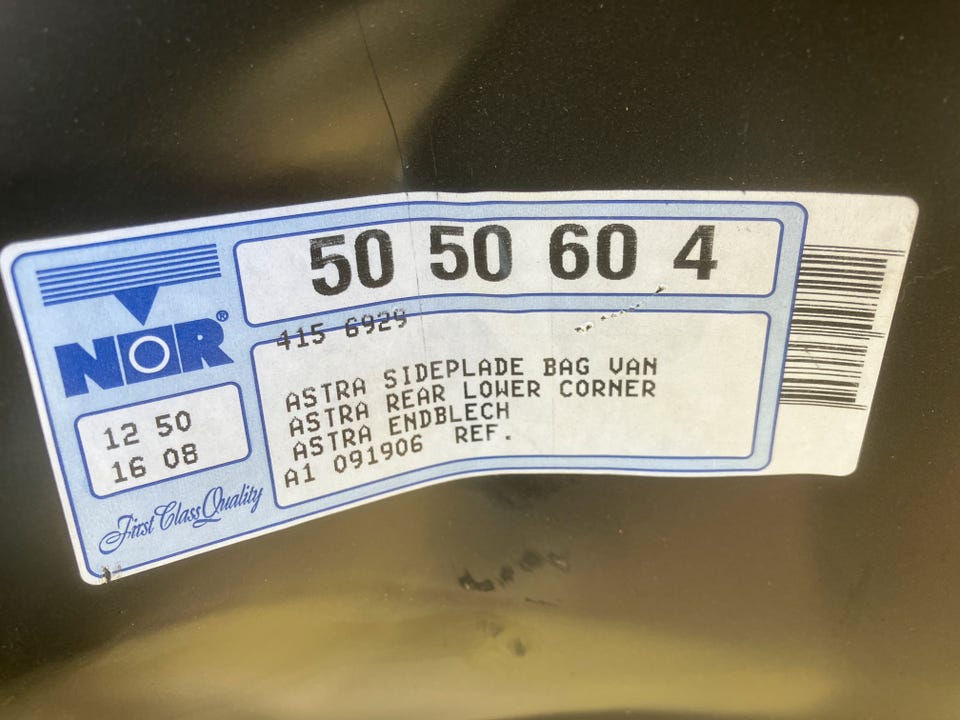 50 50 60 4
NOR®
415 6929
ASTRA SIDEPLADE BAG VAN
ASTRA REAR LOWER CORNER
ASTRA ENDBLECH
A1 091906 REF.
12 50
16 08
First Class Quality